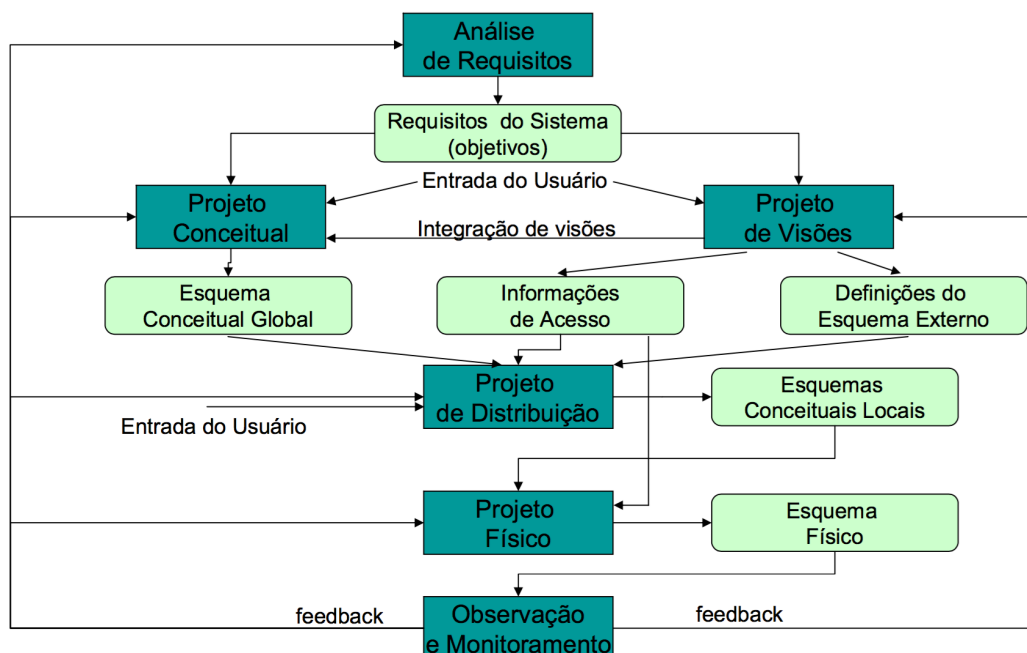 Análise
de Requisitos
Requisitos do Sistema
(objetivos)
Entrada do Usuário
Projeto
Conceitual
Projeto
de Visões
Integração de visões
Esquema
Conceitual Global
Informações
de Acesso
Definições do
Esquema Externo
Projeto
de Distribuição
Esquemas
Conceituais Locais
Entrada do Usuário
Projeto
Físico
Esquema
Físico
feedback
Observação
e Monitoramento
feedback